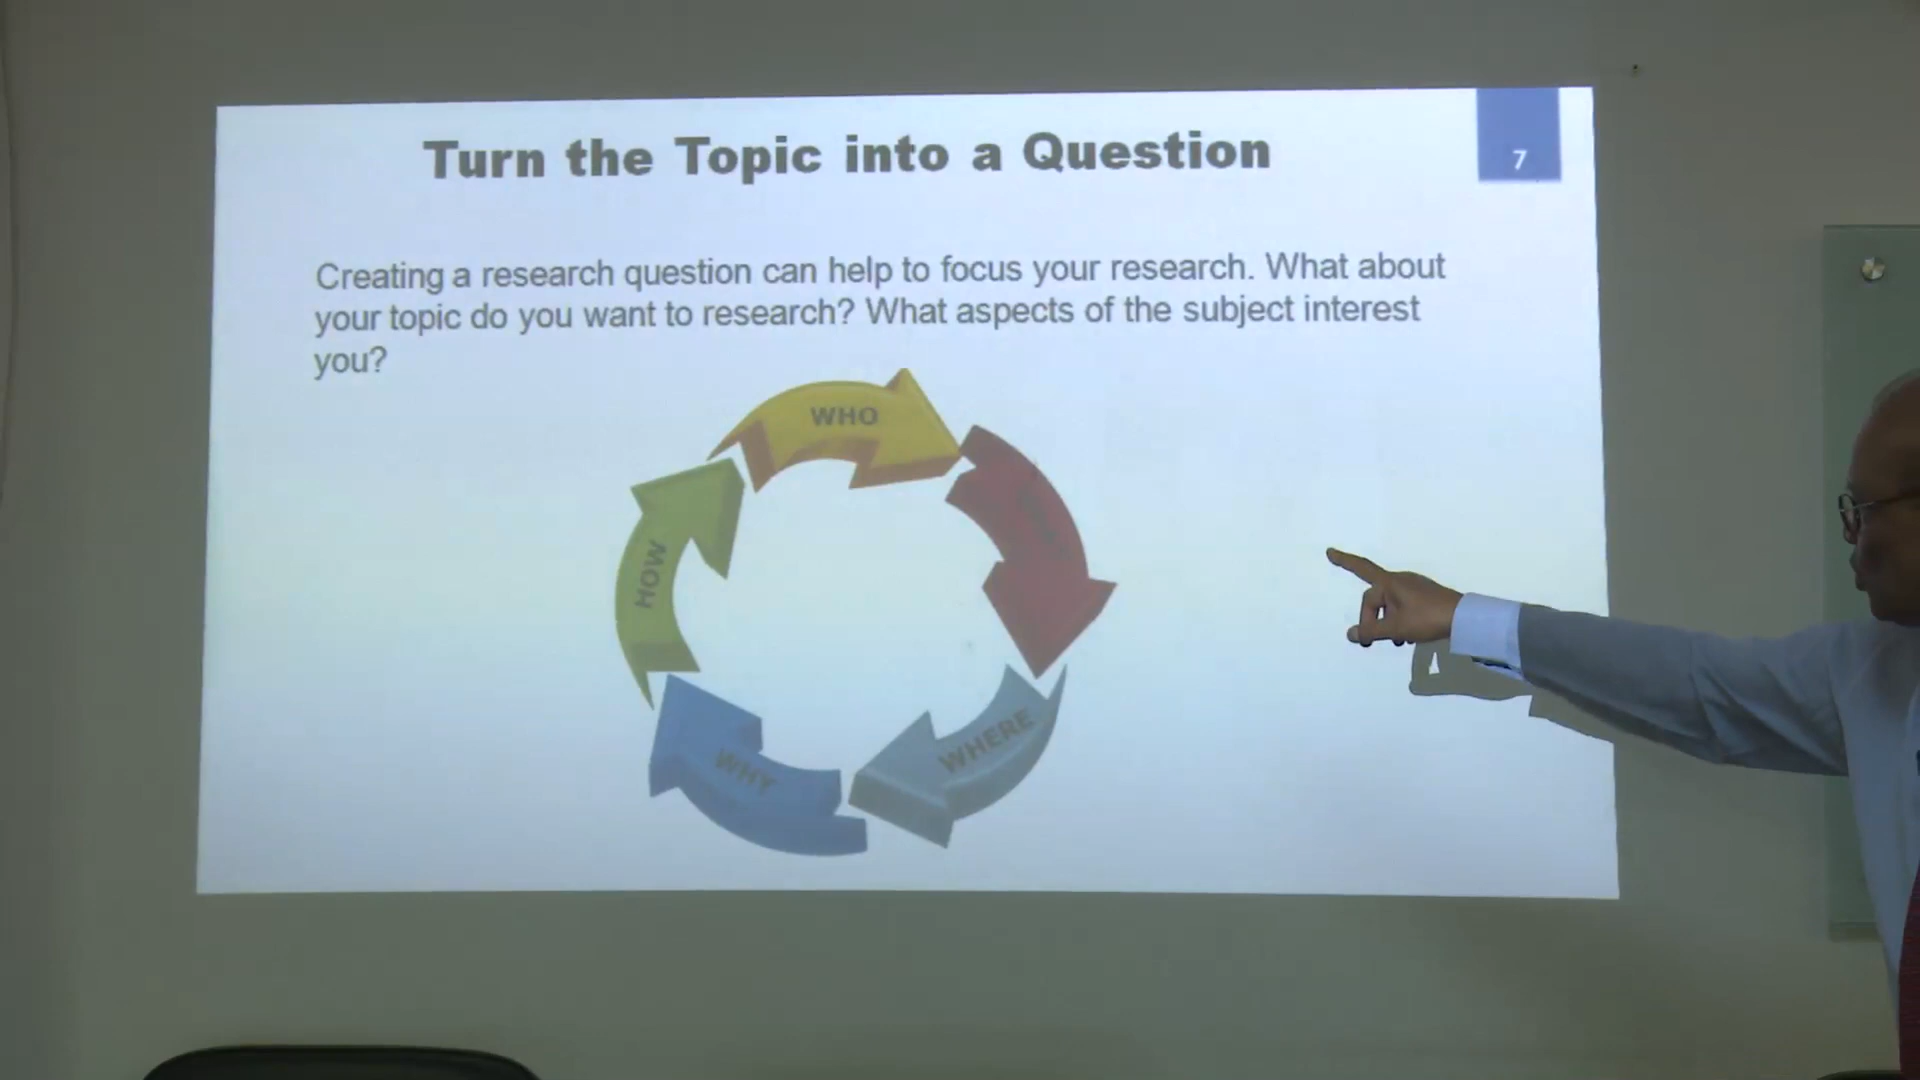 Turn the Topic into a Question
7
Creating a research question can help to focus your research. What about
your topic do you want to research? What aspects of the subject interest
you?
WHO
HOW
WHERE
WHY